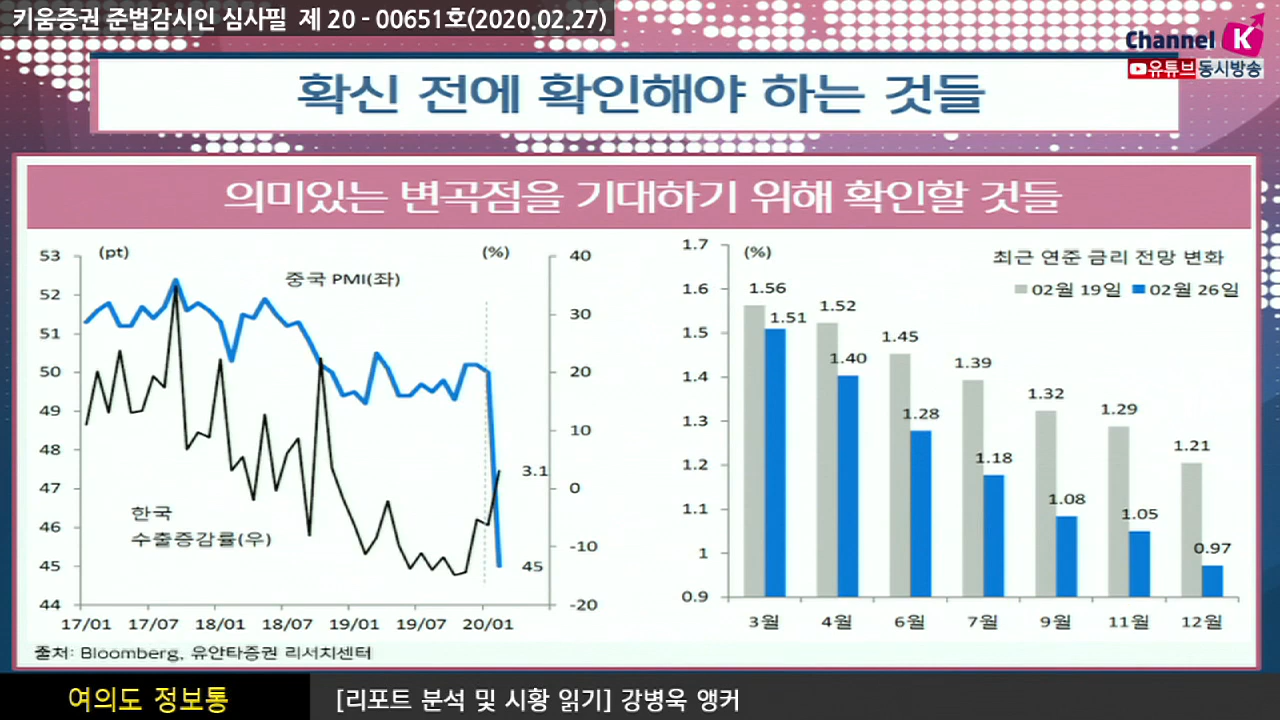 키움증권 준법감시인 심사필 제 20 - 00651호(2020.02.27)
Channel K
유튜브 동시방송
확신 전에 확인해야 하는 것들
의미있는 변곡점을 기대하기 위해 확인할 것들
53 (pt) (%) 40
중국 PMI(좌)
52 30
51
50 20
49 10
48
3.1
47 0
한국
수출증감률(우)
46 -10
45 45
44 -20
17/01 17/07 18/01 18/07 19/01 19/07 20/01
1.7 (%)
최근 연준 금리 전망 변화
02월 19일 02월 26일
1.6 1.56 1.52
1.51 1.45
1.5 1.40 1.39
1.4 1.32 1.29
1.3 1.28 1.21
1.2 1.18
1.1 1.08 1.05
1 0.97
0.9
3월 4월 6월 7월 9월 11월 12월
출처: Bloomberg, 유안타증권 리서치센터
여의도 정보통 [리포트 분석 및 시황 읽기] 강병욱 앵커